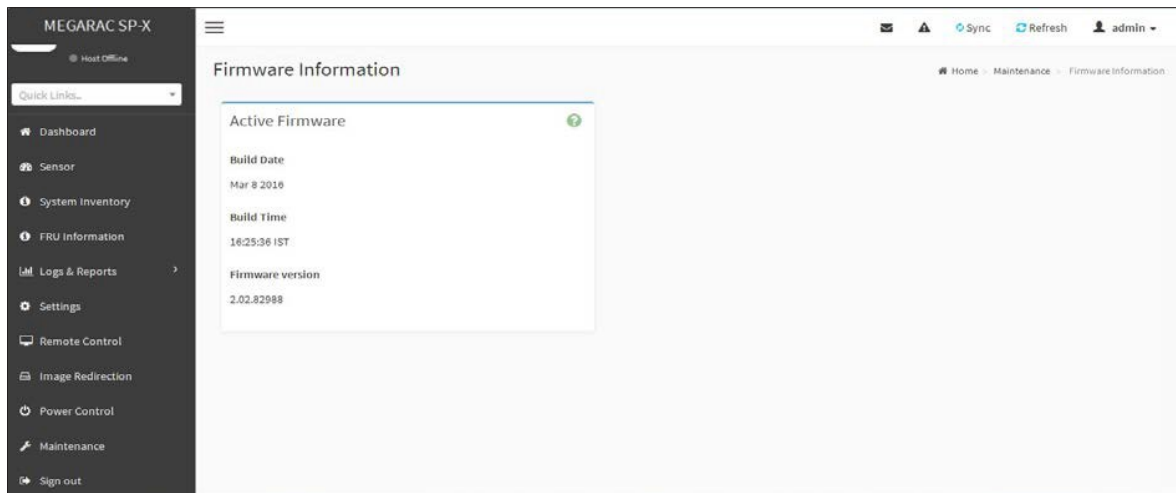 MEGARAC SP-X
Host Offline
Quick Links...
Dashboard
Sensor
System Inventory
FRU Information
Logs & Reports
Settings
Remote Control
Image Redirection
Power Control
Maintenance
Sign out
Sync
Refresh
admin
Firmware Information
Home > Maintenance > Firmware Information
Active Firmware
Build Date
Mar 8 2016
Build Time
16:25:36 IST
Firmware version
2.02.82988